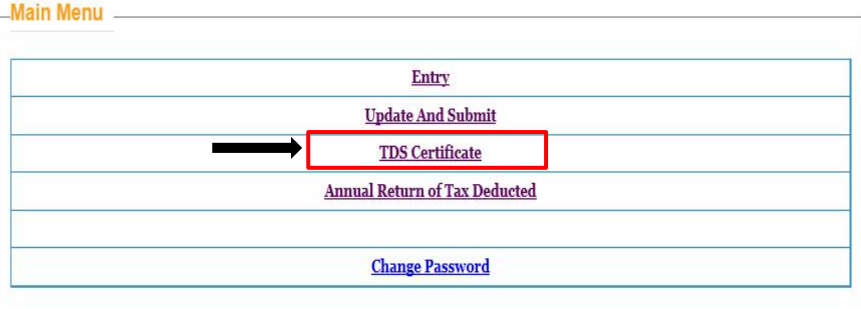 Main Menu
Entry
Update And Submit
TDS Certificate
Annual Return of Tax Deducted
Change Password